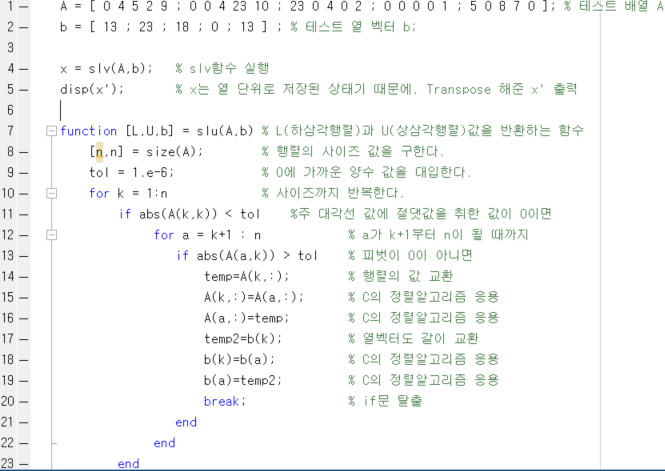 1 — A = [ 0 4 5 2 9 ; 0 0 4 23 10 ; 23 0 4 0 2 ; 0 0 0 0 1 ; 5 0 8 7 0 ]; % 테스트 배열 A
2 — b = [ 13 ; 23 ; 18 ; 0 ; 13 ] ; % 테스트 열 벡터 b;
3
4 — x = slv(A,b); % slv함수 실행
5 — disp(x'); % x는 열 단위로 저장된 상태기 때문에, Transpose 해준 x' 출력
6
7 function [L,U,b] = slu(A,b) % L(하삼각행렬)과 U(상삼각행렬)값을 반환하는 함수
8 — [n,n] = size(A); % 행렬의 사이즈 값을 구한다.
9 — tol = 1.e-6; % 0에 가까운 양수 값을 대입한다.
10 — for k = 1:n % 사이즈까지 반복한다.
11 — if abs(A(k,k)) < tol %주 대각선 값에 절댓값을 취한 값이 0이면
12 — for a = k+1 : n % a가 k+1부터 n이 될 때까지
13 — if abs(A(a,k)) > tol % 피벗이 0이 아니면
14 — temp=A(k,:); % 행렬의 값 교환
15 — A(k,:)=A(a,:); % C의 정렬알고리즘 응용
16 — A(a,:)=temp; % C의 정렬알고리즘 응용
17 — temp2=b(k); % 열벡터도 같이 교환
18 — b(k)=b(a); % C의 정렬알고리즘 응용
19 — b(a)=temp2; % C의 정렬알고리즘 응용
20 — break; % if문 탈출
21 — end
22 — end
23 — end